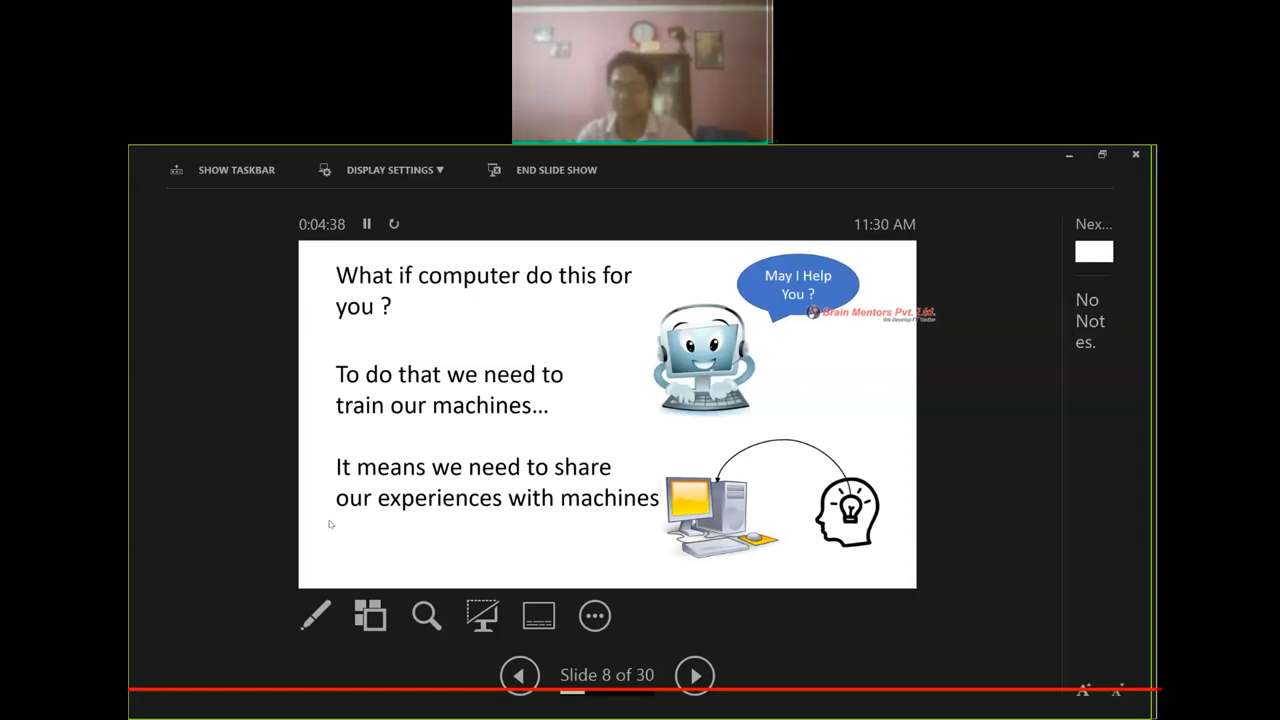 SHOW TASKBAR
DISPLAY SETTINGS ▼
END SLIDE SHOW
0:04:38
11:30 AM
Nex...
What if computer do this for
you ?
May I Help
You ?
Brain Mentors Pvt. Ltd.
To do that we need to
train our machines...
It means we need to share
our experiences with machines
No
Not
es.
Slide 8 of 30
A
A